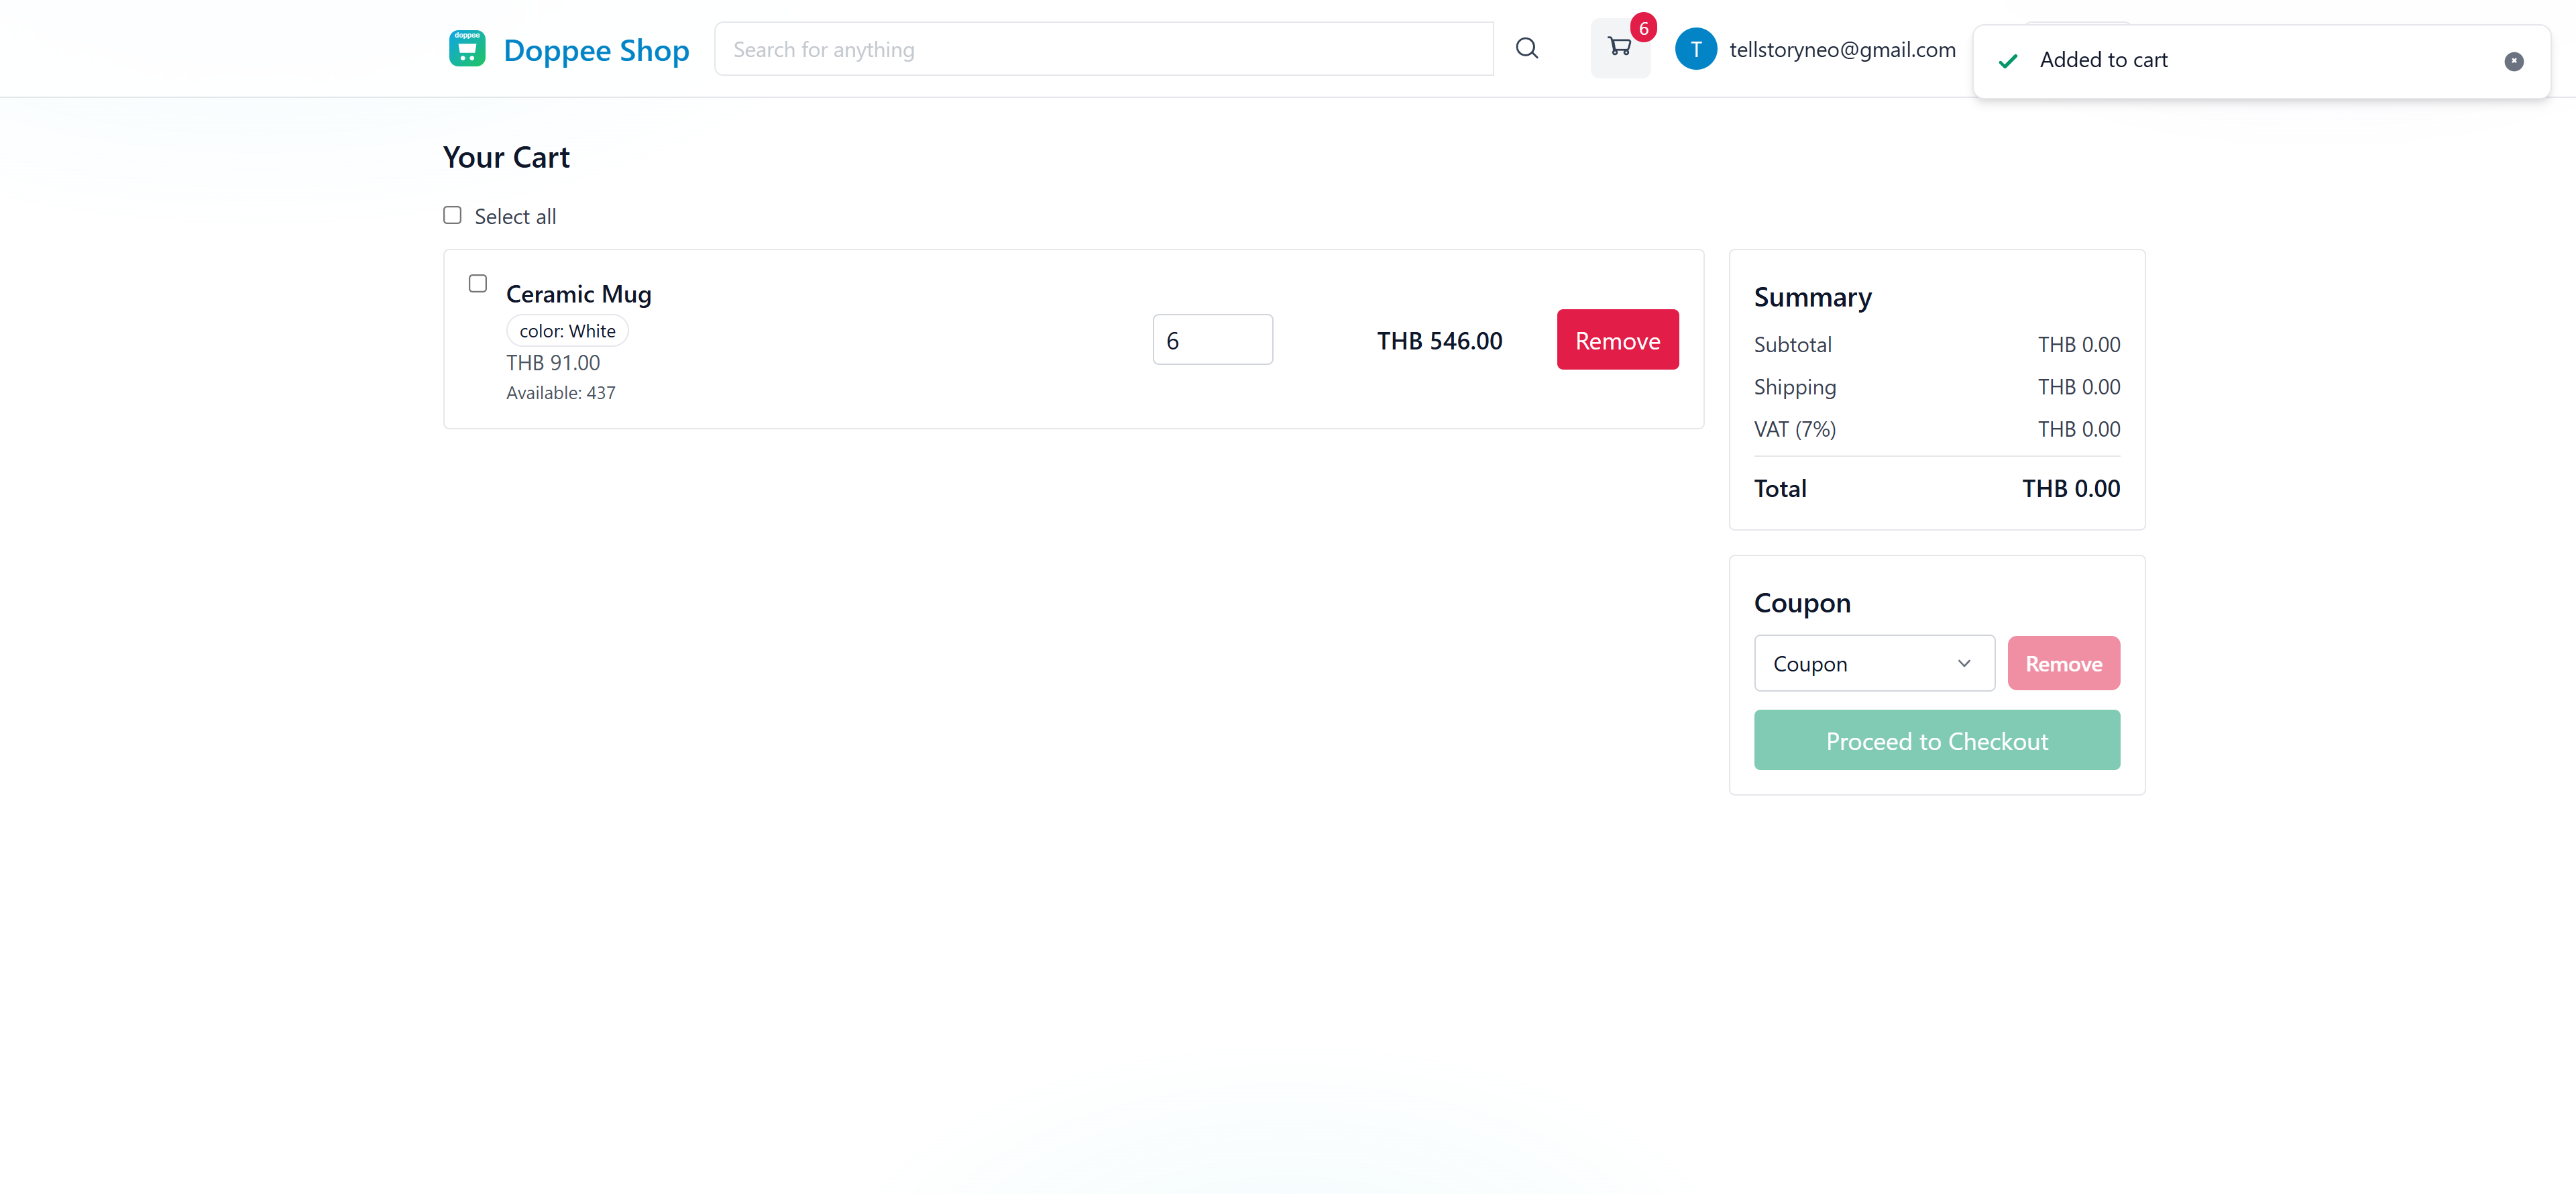 doppee
Doppee Shop
Search for anything
6
T
tellstoryneo@gmail.com
Added to cart
Your Cart
Select all
Ceramic Mug
color: White
THB 91.00
Available: 437
6
THB 546.00
Remove
Summary
Subtotal THB 0.00
Shipping THB 0.00
VAT (7%) THB 0.00
Total THB 0.00
Coupon
Coupon
Remove
Proceed to Checkout